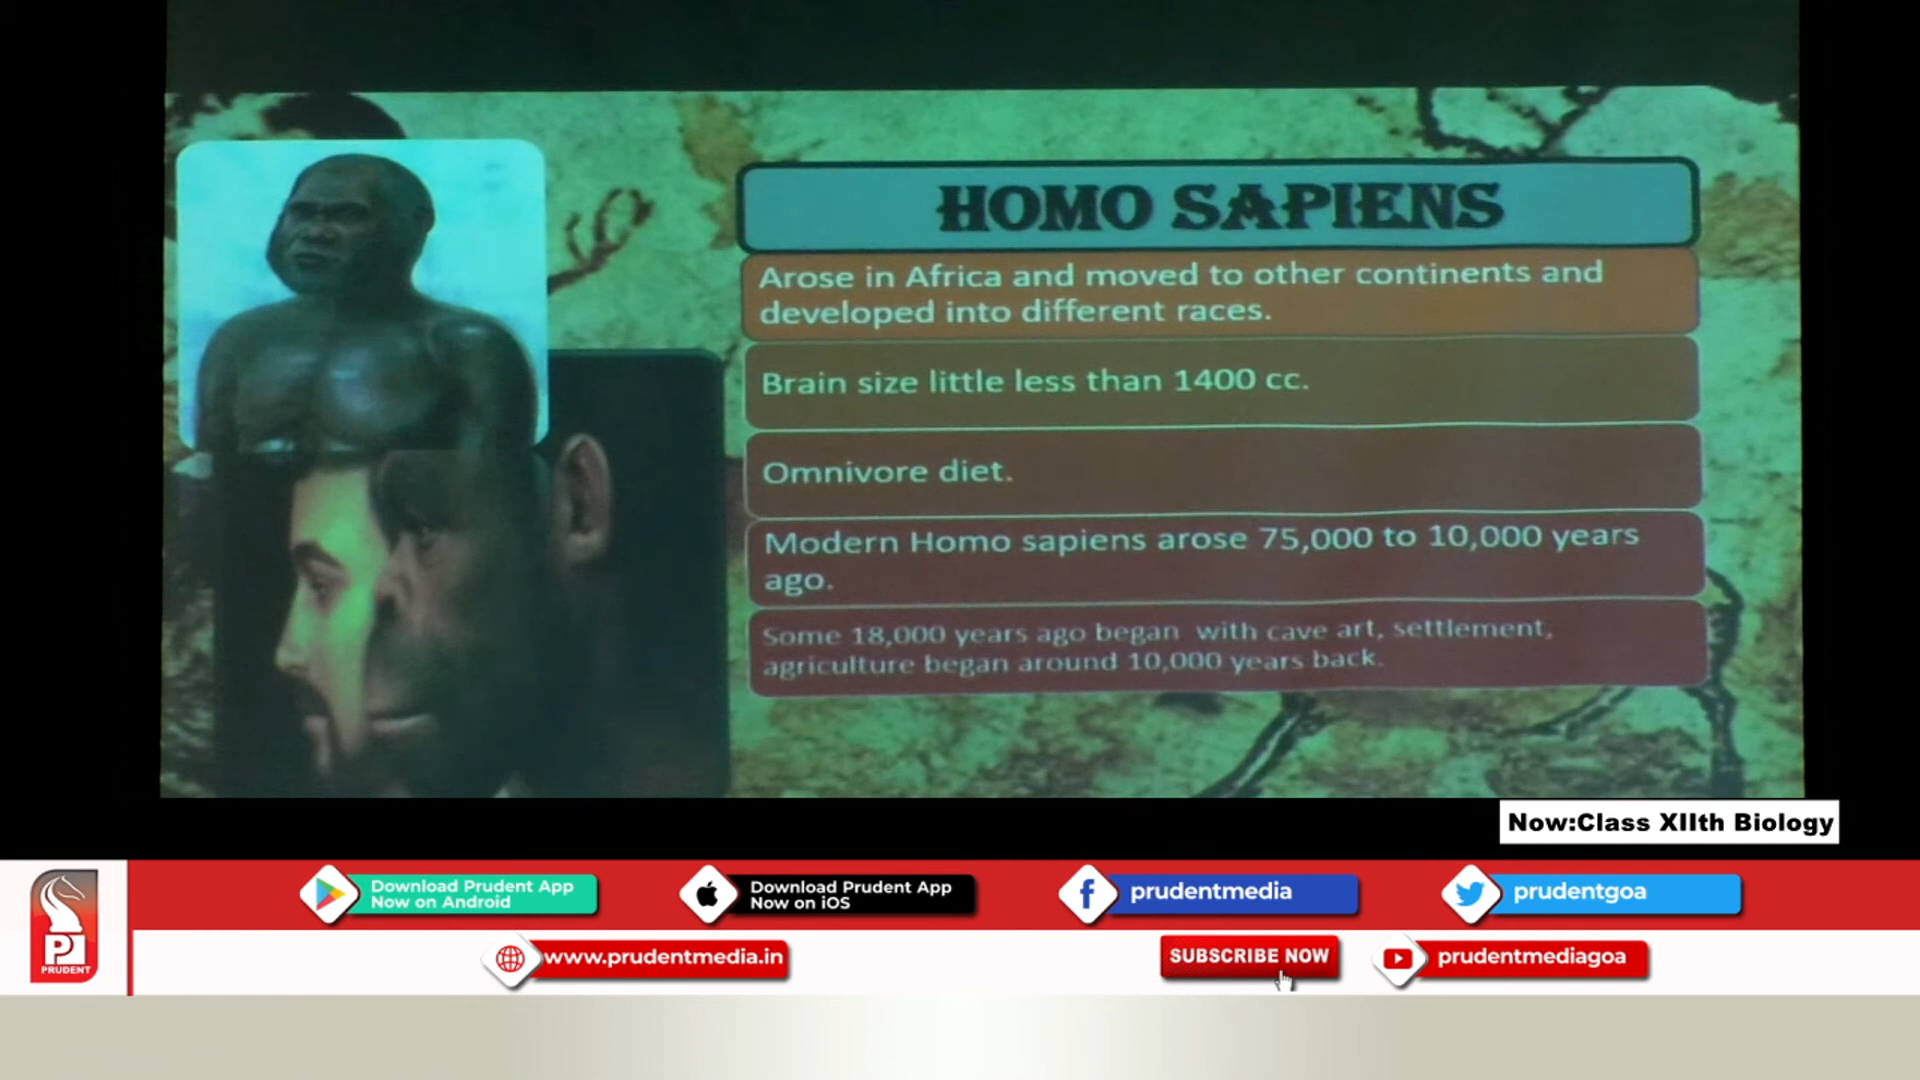 HOMO SAPIENS
Arose in Africa and moved to other continents and
developed into different races.
Brain size little less than 1400 cc.
Omnivore diet.
Modern Homo sapiens arose 75,000 to 10,000 years
ago.
Some 18,000 years ago began with cave art, settlement,
agriculture began around 10,000 years back.
Now:Class XIIth Biology
Download Prudent App
Now on Android
Download Prudent App
Now on iOS
prudentmedia
prudentgoa
PRUDENT
www.prudentmedia.in
SUBSCRIBE NOW
prudentmediagoa